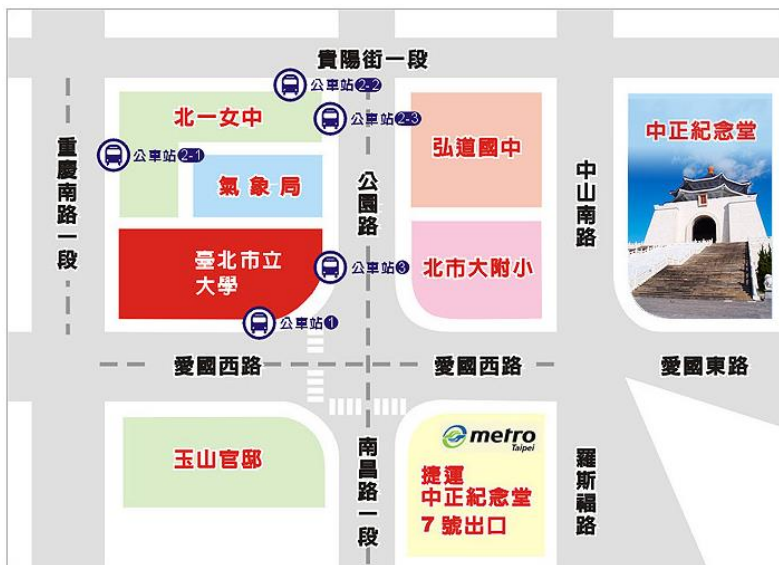 貴陽街一段
公車站2-2
北一女中
公車站2-3
中正紀念堂
弘道國中
公車站2-1
重慶南路一段
氣象局
公園路
中山南路
臺北市立
大學
公車站3
北市大附小
公車站1
愛國西路
愛國西路
愛國東路
玉山官邸
南昌路一段
metro
Taipei
捷運
中正紀念堂
7號出口
羅斯福路